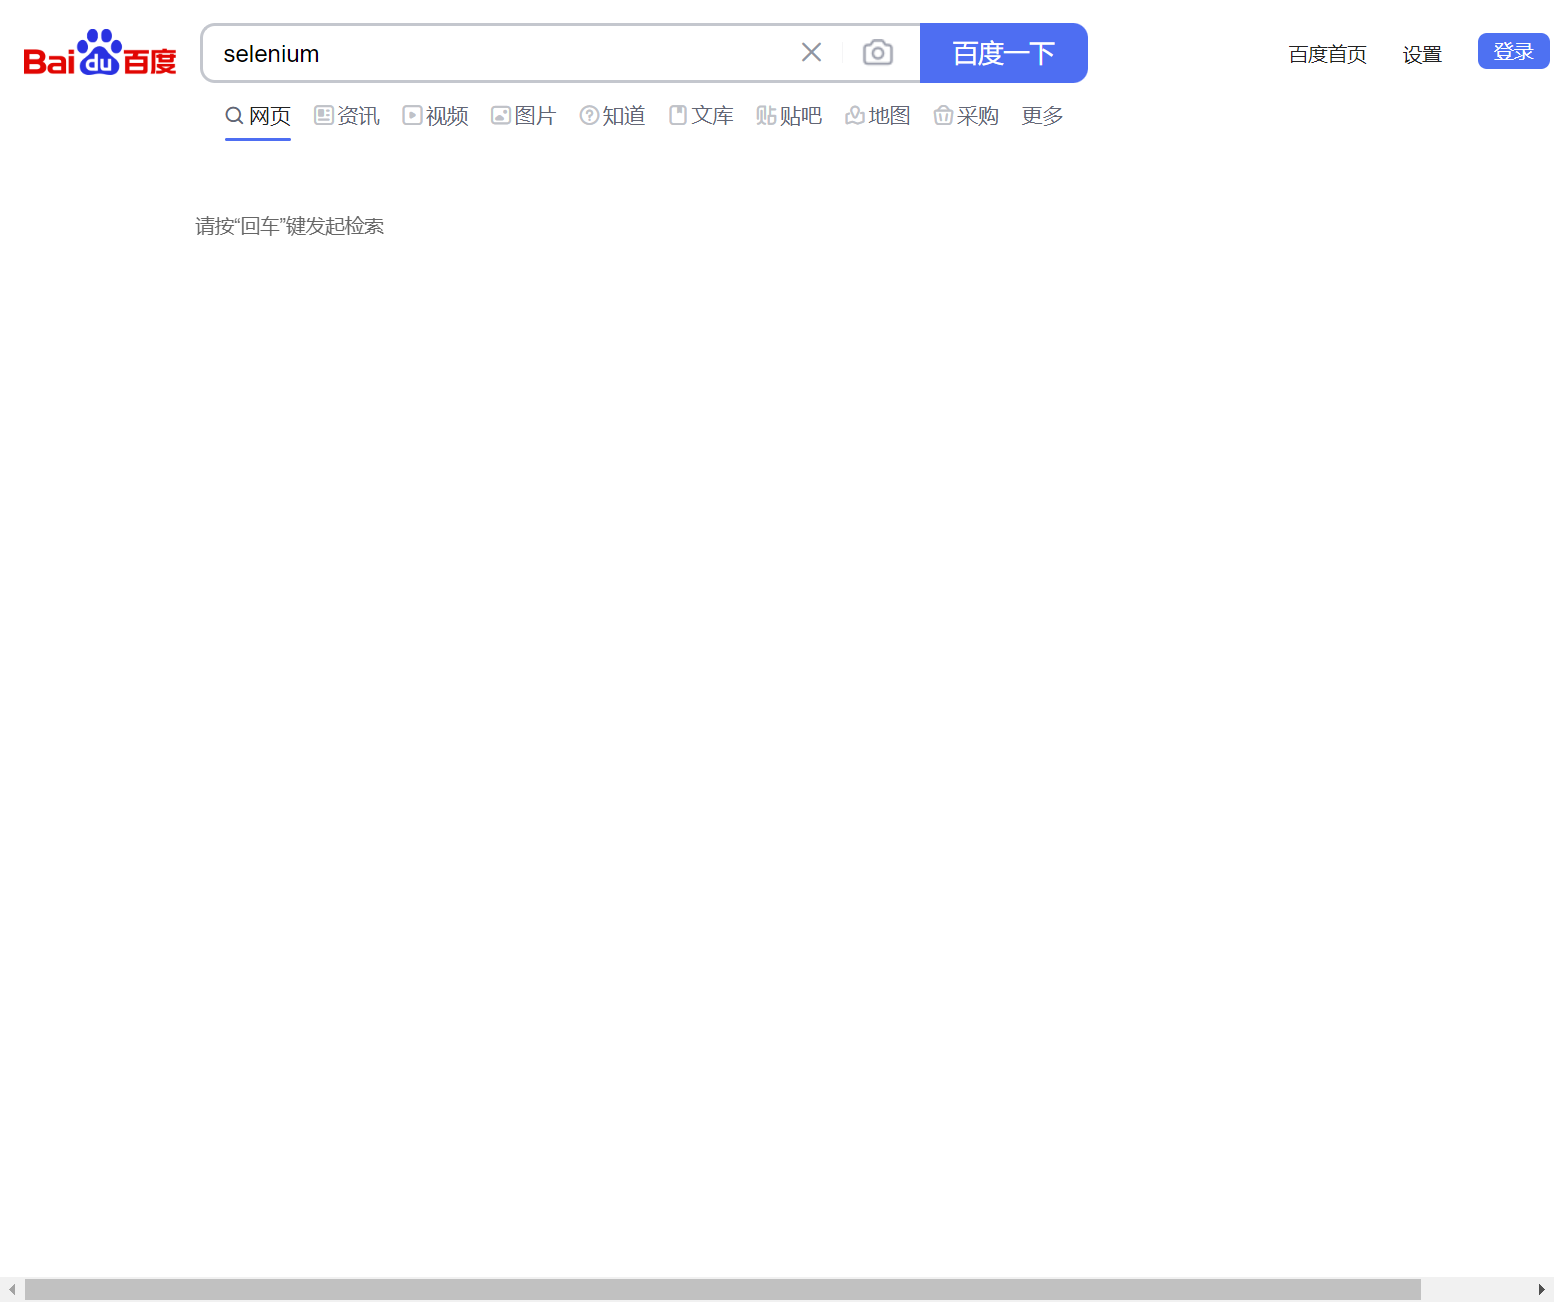 Bai du 百度 selenium 百度一下 百度首页 设置 登录
网页 资讯 视频 图片 知道 文库 贴 贴吧 地图 采购 更多
请按“回车”键发起检索